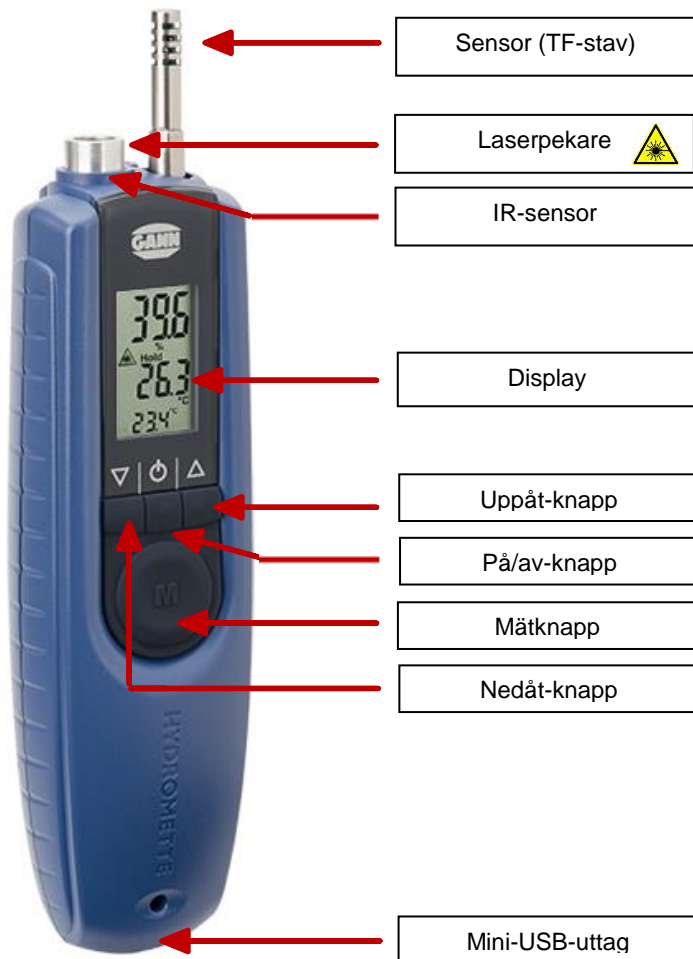 Sensor (TF-stav)
Laserpekare
IR-sensor
GANN
39.6
%
Hold
26.3
°C
23.4 °C
Display
Uppåt-knapp
På/av-knapp
M
Mätknapp
Nedåt-knapp
HYDROMETTE
Mini-USB-uttag